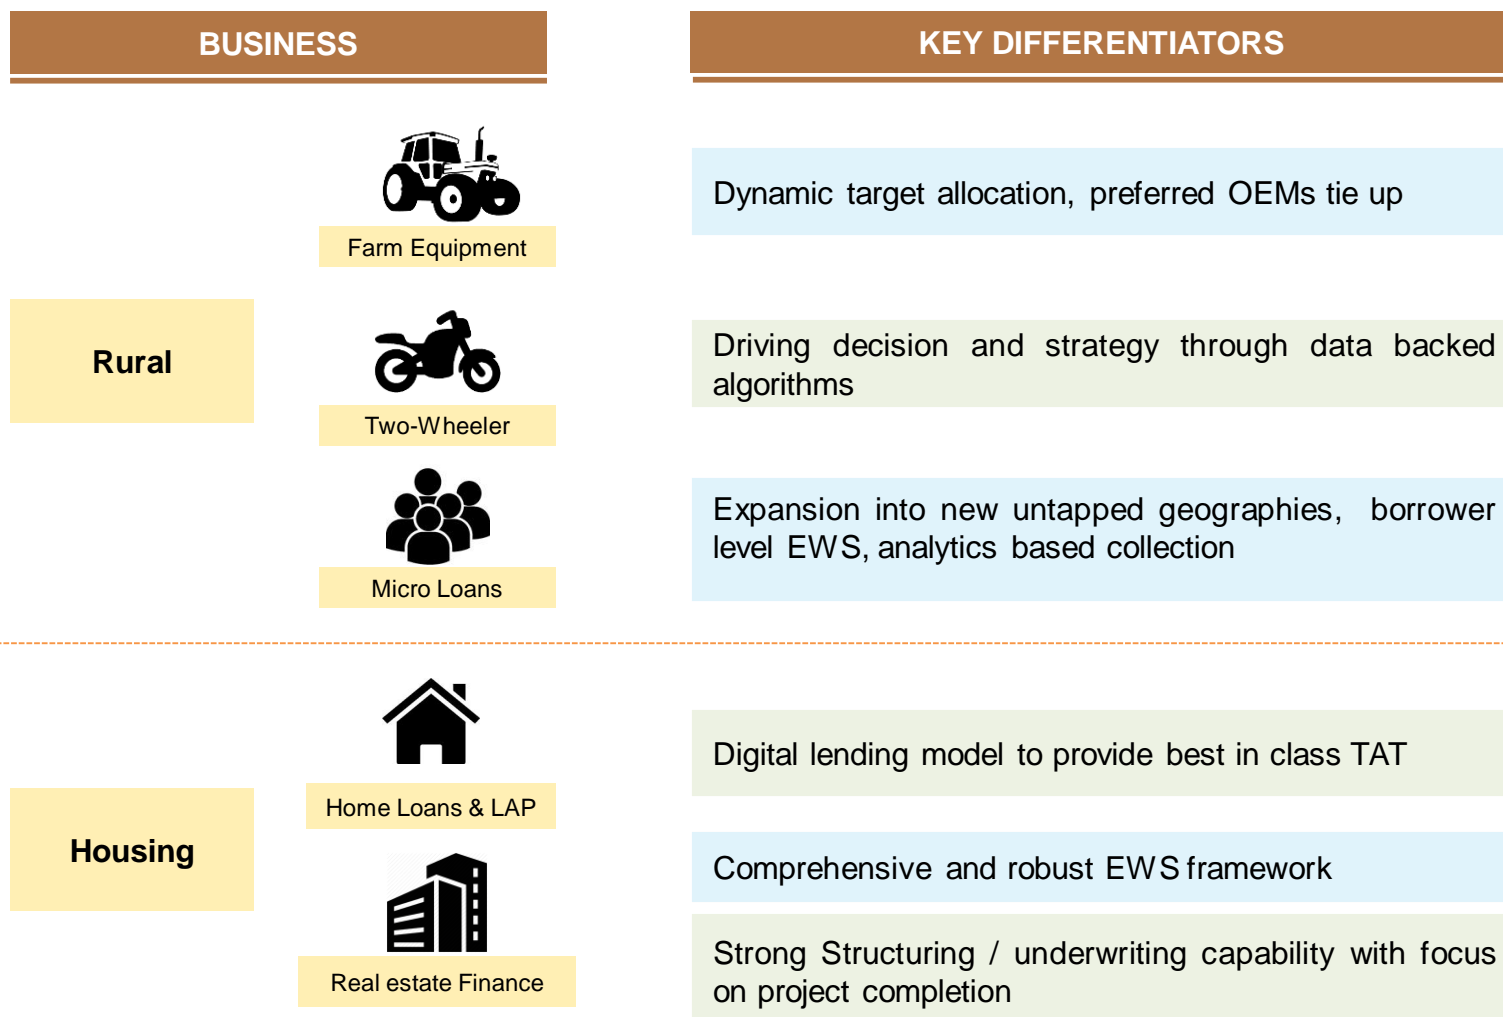 BUSINESS
KEY DIFFERENTIATORS
Farm Equipment
Dynamic target allocation, preferred OEMs tie up
Rural
Two-Wheeler
Driving decision and strategy through data backed
algorithms
Micro Loans
Expansion into new untapped geographies, borrower
level EWS, analytics based collection
Housing
Home Loans & LAP
Digital lending model to provide best in class TAT
Comprehensive and robust EWS framework
Real estate Finance
Strong Structuring / underwriting capability with focus
on project completion